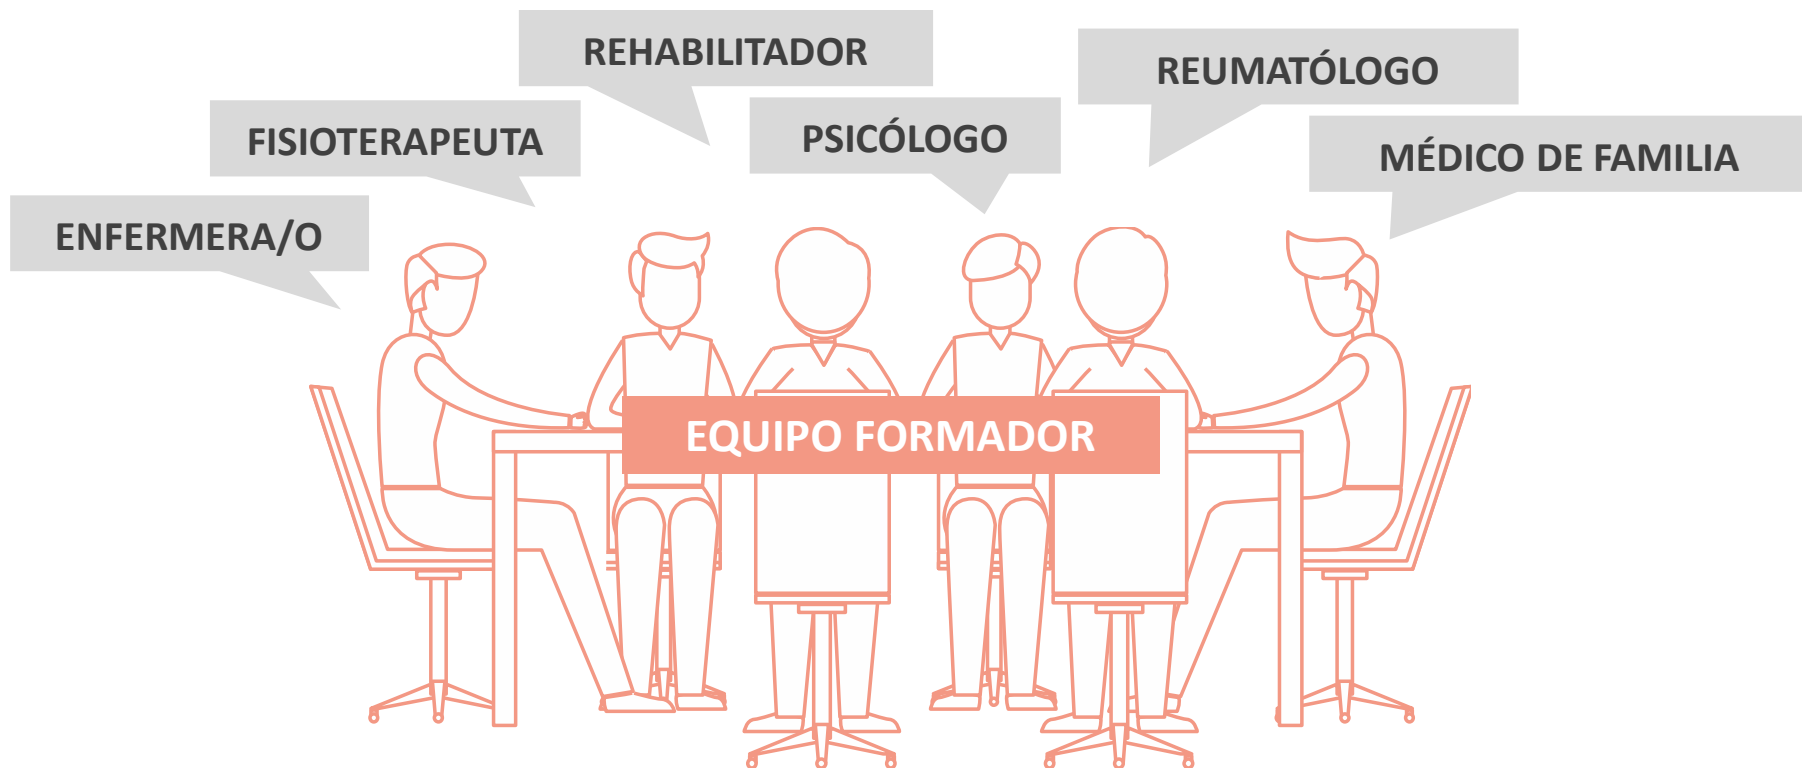 REHABILITADOR
REUMATÓLOGO
FISIOTERAPEUTA
PSICÓLOGO
MÉDICO DE FAMILIA
ENFERMERA/O
EQUIPO FORMADOR